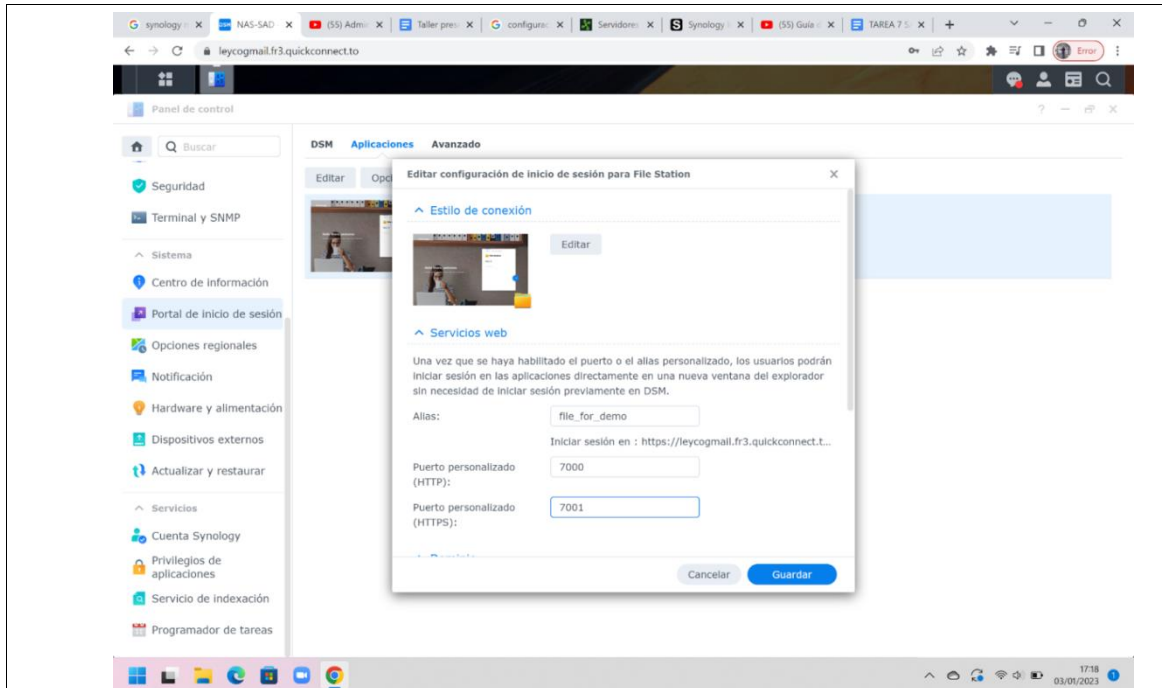 synology n
NAS-SAD
(55) Admi
Taller pres
configurac
Servidores
Synology
(55) Guía
TAREA 7 S
leycogmail.fr3.quickconnect.to
Error
Panel de control
Buscar
DSM Aplicaciones Avanzado
Editar Opci
Seguridad
Terminal y SNMP
Sistema
Centro de información
Portal de inicio de sesión
Opciones regionales
Notificación
Hardware y alimentación
Dispositivos externos
Actualizar y restaurar
Servicios
Cuenta Synology
Privilegios de
aplicaciones
Servicio de indexación
Programador de tareas
Editar configuración de inicio de sesión para File Station
Estilo de conexión
Editar
Servicios web
Una vez que se haya habilitado el puerto o el alias personalizado, los usuarios podrán
iniciar sesión en las aplicaciones directamente en una nueva ventana del explorador
sin necesidad de iniciar sesión previamente en DSM.
Alias: file_for_demo
Iniciar sesión en : https://leycogmail.fr3.quickconnect.t...
Puerto personalizado 7000
(HTTP):
Puerto personalizado 7001
(HTTPS):
Cancelar Guardar
17:18
03/01/2023